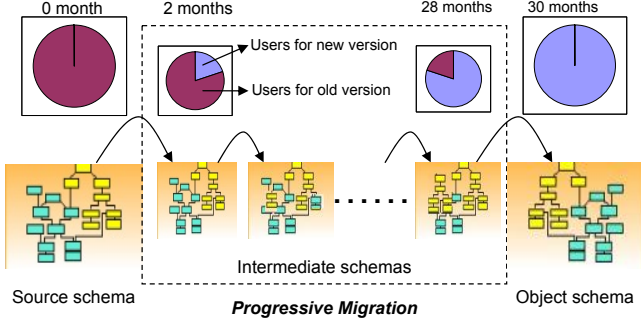 0 month
2 months
28 months
30 months
Users for new version
Users for old version
Intermediate schemas
Source schema
Object schema
Progressive Migration